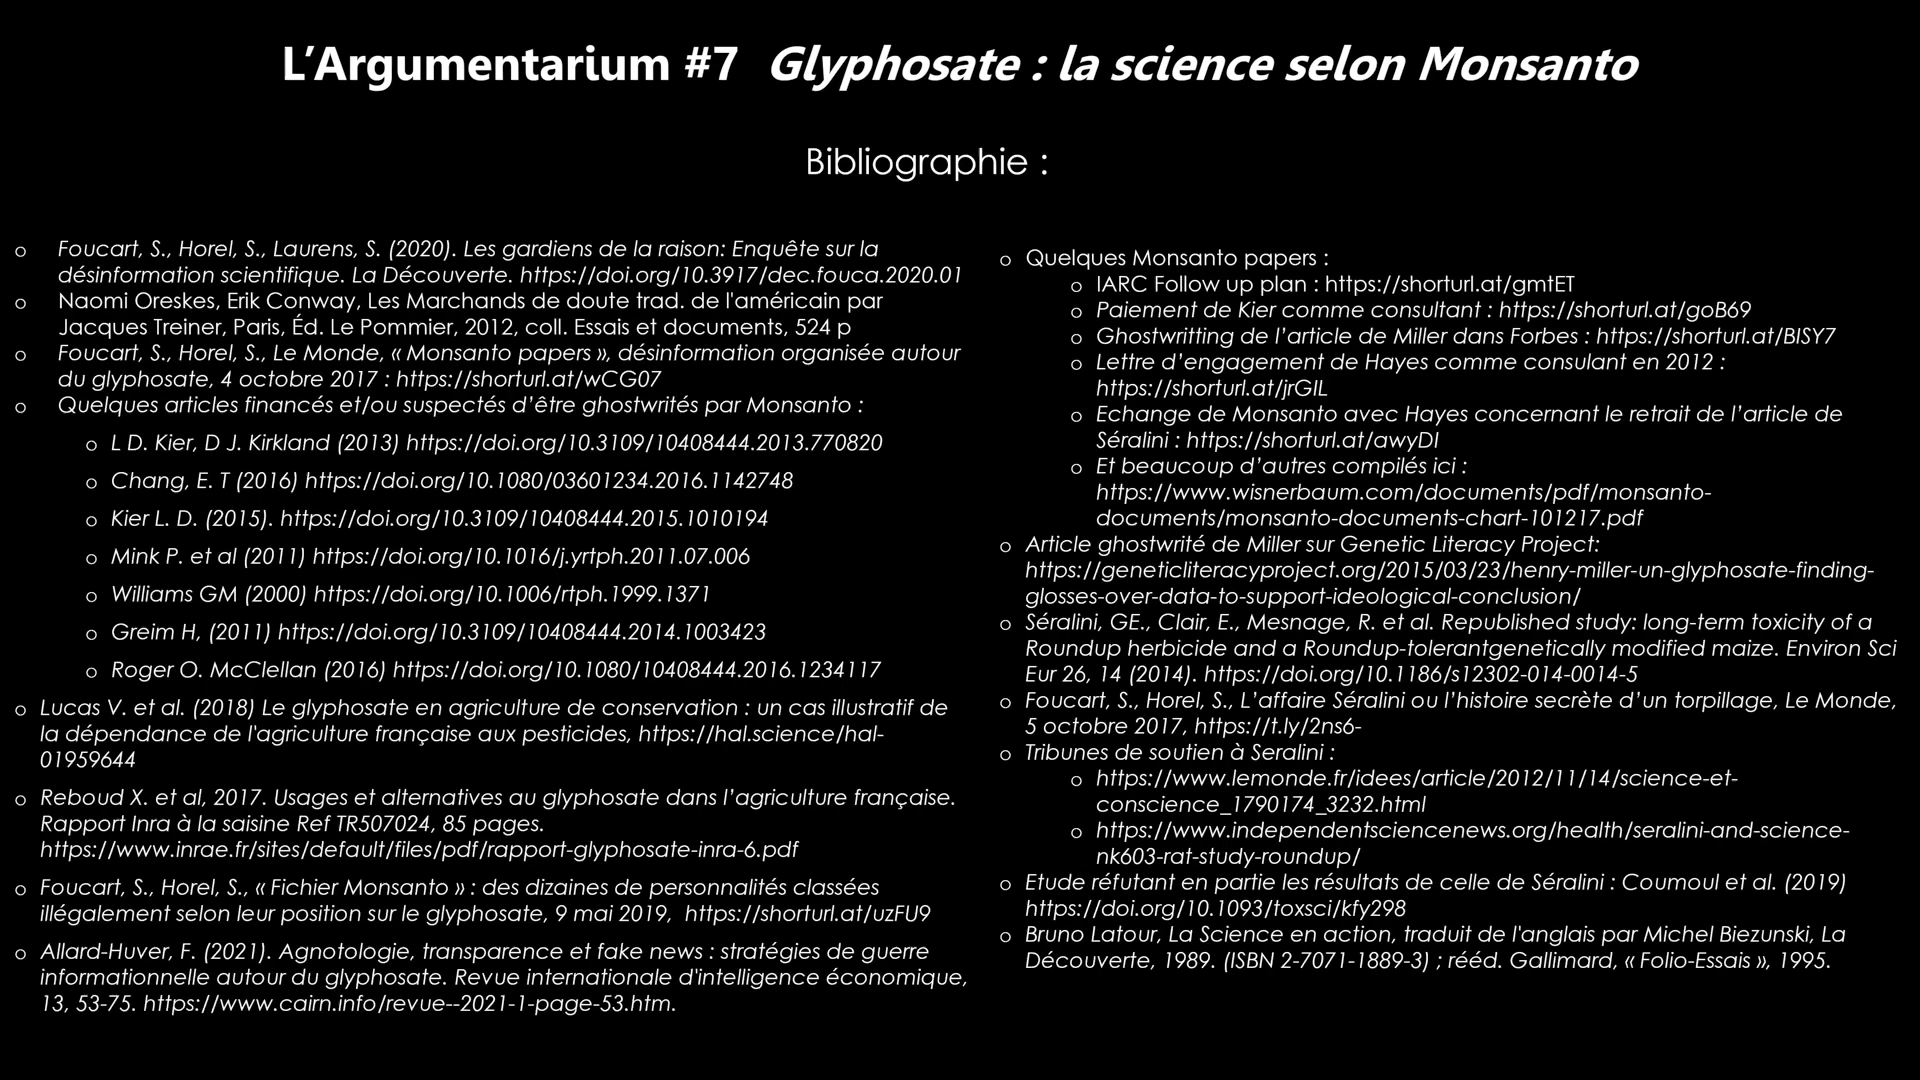 L’Argumentarium #7 Glyphosate : la science selon Monsanto
Bibliographie :
o Foucart, S., Horel, S., Laurens, S. (2020). Les gardiens de la raison: Enquête sur la
désinformation scientifique. La Découverte. https://doi.org/10.3917/dec.fouca.2020.01
o Naomi Oreskes, Erik Conway, Les Marchands de doute trad. de l'américain par
Jacques Treiner, Paris, Éd. Le Pommier, 2012, coll. Essais et documents, 524 p
o Foucart, S., Horel, S., Le Monde, « Monsanto papers », désinformation organisée autour
du glyphosate, 4 octobre 2017 : https://shorturl.at/wCG07
o Quelques articles financés et/ou suspectés d’être ghostwrités par Monsanto :
o L D. Kier, D J. Kirkland (2013) https://doi.org/10.3109/10408444.2013.770820
o Chang, E. T (2016) https://doi.org/10.1080/03601234.2016.1142748
o Kier L. D. (2015). https://doi.org/10.3109/10408444.2015.1010194
o Mink P. et al (2011) https://doi.org/10.1016/j.yrtph.2011.07.006
o Williams GM (2000) https://doi.org/10.1006/rtph.1999.1371
o Greim H, (2011) https://doi.org/10.3109/10408444.2014.1003423
o Roger O. McClellan (2016) https://doi.org/10.1080/10408444.2016.1234117
o Lucas V. et al. (2018) Le glyphosate en agriculture de conservation : un cas illustratif de
la dépendance de l'agriculture française aux pesticides, https://hal.science/hal-
01959644
o Reboud X. et al, 2017. Usages et alternatives au glyphosate dans l’agriculture française.
Rapport Inra à la saisine Ref TR507024, 85 pages.
https://www.inrae.fr/sites/default/files/pdf/rapport-glyphosate-inra-6.pdf
o Foucart, S., Horel, S., « Fichier Monsanto » : des dizaines de personnalités classées
illégalement selon leur position sur le glyphosate, 9 mai 2019, https://shorturl.at/uzFU9
o Allard-Huver, F. (2021). Agnotologie, transparence et fake news : stratégies de guerre
informationnelle autour du glyphosate. Revue internationale d'intelligence économique,
13, 53-75. https://www.cairn.info/revue--2021-1-page-53.htm.
o Quelques Monsanto papers :
o IARC Follow up plan : https://shorturl.at/gmtET
o Paiement de Kier comme consultant : https://shorturl.at/goB69
o Ghostwritting de l’article de Miller dans Forbes : https://shorturl.at/BISY7
o Lettre d’engagement de Hayes comme consulant en 2012 :
https://shorturl.at/jrGIL
o Echange de Monsanto avec Hayes concernant le retrait de l’article de
Séralini : https://shorturl.at/awyDI
o Et beaucoup d’autres compilés ici :
https://www.wisnerbaum.com/documents/pdf/monsanto-
documents/monsanto-documents-chart-101217.pdf
o Article ghostwrité de Miller sur Genetic Literacy Project:
https://geneticliteracyproject.org/2015/03/23/henry-miller-un-glyphosate-finding-
glosses-over-data-to-support-ideological-conclusion/
o Séralini, GE., Clair, E., Mesnage, R. et al. Republished study: long-term toxicity of a
Roundup herbicide and a Roundup-tolerantgenetically modified maize. Environ Sci
Eur 26, 14 (2014). https://doi.org/10.1186/s12302-014-0014-5
o Foucart, S., Horel, S., L’affaire Séralini ou l’histoire secrète d’un torpillage, Le Monde,
5 octobre 2017, https://t.ly/2ns6-
o Tribunes de soutien à Seralini :
o https://www.lemonde.fr/idees/article/2012/11/14/science-et-
conscience_1790174_3232.html
o https://www.independentsciencenews.org/health/seralini-and-science-
nk603-rat-study-roundup/
o Etude réfutant en partie les résultats de celle de Séralini : Coumoul et al. (2019)
https://doi.org/10.1093/toxsci/kfy298
o Bruno Latour, La Science en action, traduit de l'anglais par Michel Biezunski, La
Découverte, 1989. (ISBN 2-7071-1889-3) ; rééd. Gallimard, « Folio-Essais », 1995.